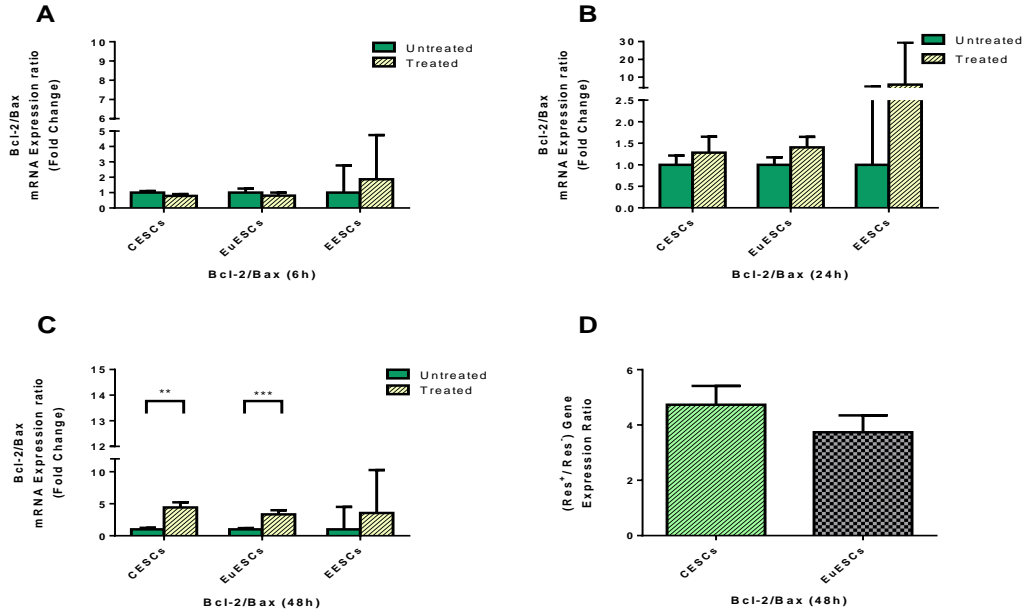 A
Bcl-2/Bax
mRNA Expression ratio
(Fold Change)
10
9
8
7
6
5
4
3
2
1
0
Untreated
Treated
CESCs
EuESCs
EESCs
Bcl-2/Bax (6h)
B
Bcl-2/Bax
mRNA Expression ratio
(Fold Change)
30
20
10
2.5
2.0
1.5
1.0
0.5
0.0
Untreated
Treated
CESCs
EuESCs
EESCs
Bcl-2/Bax (24h)
C
Bcl-2/Bax
mRNA Expression ratio
(Fold Change)
15
14
13
12
10
5
0
**
***
Untreated
Treated
CESCs
EuESCs
EESCs
Bcl-2/Bax (48h)
D
(Res⁺/Res⁻) Gene
Expression Ratio
6
4
2
0
CESCs
EuESCs
Bcl-2/Bax (48h)